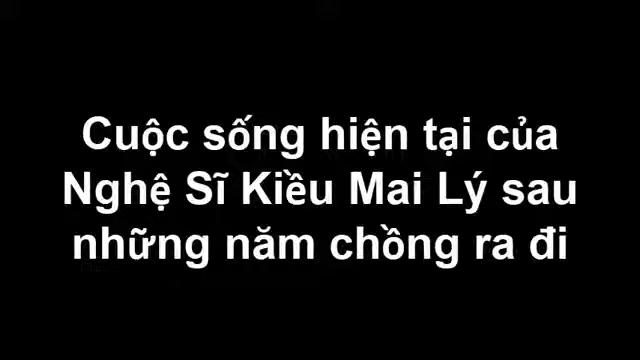 Cuộc sống hiện tại của
Nghệ Sĩ Kiều Mai Lý sau
những năm chồng ra đi